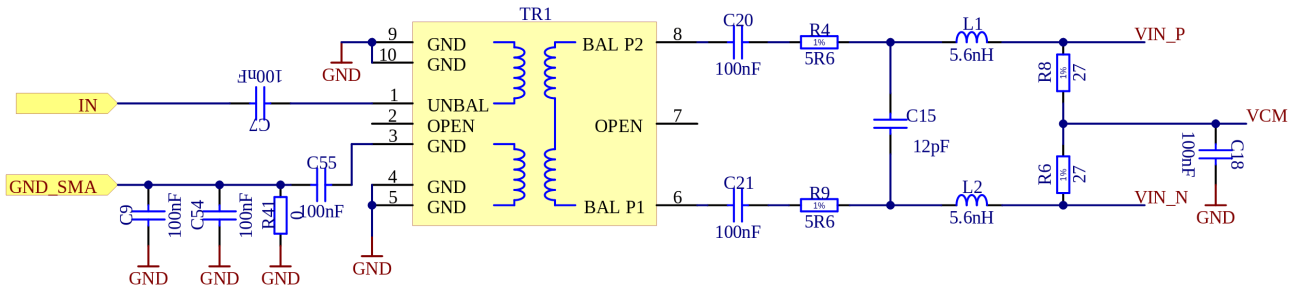 TR1
IN
100nF
C7
GND_SMA
C9
100nF
GND
C54
100nF
GND
R41
0
GND
C55
100nF
GND
9
10
1
2
3
4
5
GND
GND
GND
UNBAL
OPEN
GND
GND
GND
BAL P2
OPEN
BAL P1
8
7
6
C20
100nF
R4
1%
5R6
L1
5.6nH
VIN_P
C15
12pF
R8
1%
27
VCM
C18
100nF
GND
R6
1%
27
C21
100nF
R9
1%
5R6
L2
5.6nH
VIN_N